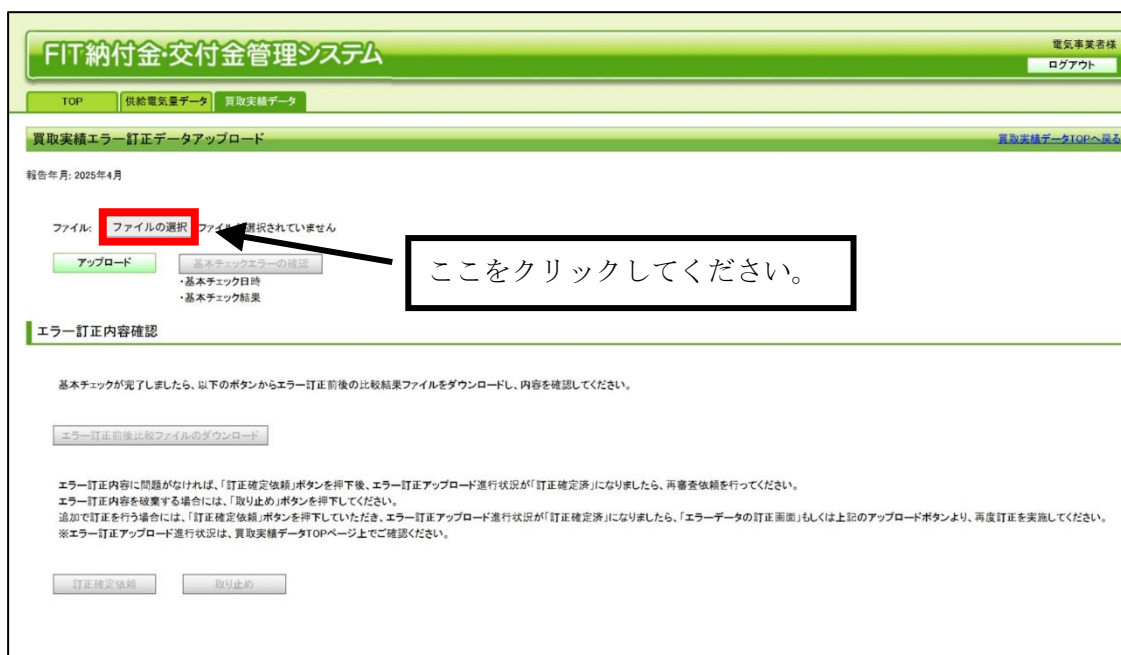 FIT納付金・交付金管理システム
電気事業者様
ログアウト
TOP
供給電気量データ
買取実績データ
買取実績エラー訂正データアップロード
買取実績データTOPへ戻る
報告年月: 2025年4月
ファイル:
ファイルの選択
ファイルが選択されていません
ここをクリックしてください。
アップロード
基本チェックエラーの確認
・基本チェック日時
・基本チェック結果
エラー訂正内容確認
基本チェックが完了しましたら、以下のボタンからエラー訂正前後の比較結果ファイルをダウンロードし、内容を確認してください。
エラー訂正前後比較ファイルのダウンロード
エラー訂正内容に問題がなければ、「訂正確定依頼」ボタンを押下後、エラー訂正アップロード進行状況が「訂正確定済」になりましたら、再審査依頼を行ってください。
エラー訂正内容を破棄する場合には、「取り止め」ボタンを押下してください。
追加で訂正を行う場合には、「訂正確定依頼」ボタンを押下していただき、エラー訂正アップロード進行状況が「訂正確定済」になりましたら、「エラーデータの訂正画面」もしくは上記のアップロードボタンより、再度訂正を実施してください。
※エラー訂正アップロード進行状況は、買取実績データTOPページ上でご確認ください。
訂正確定依頼
取り止め